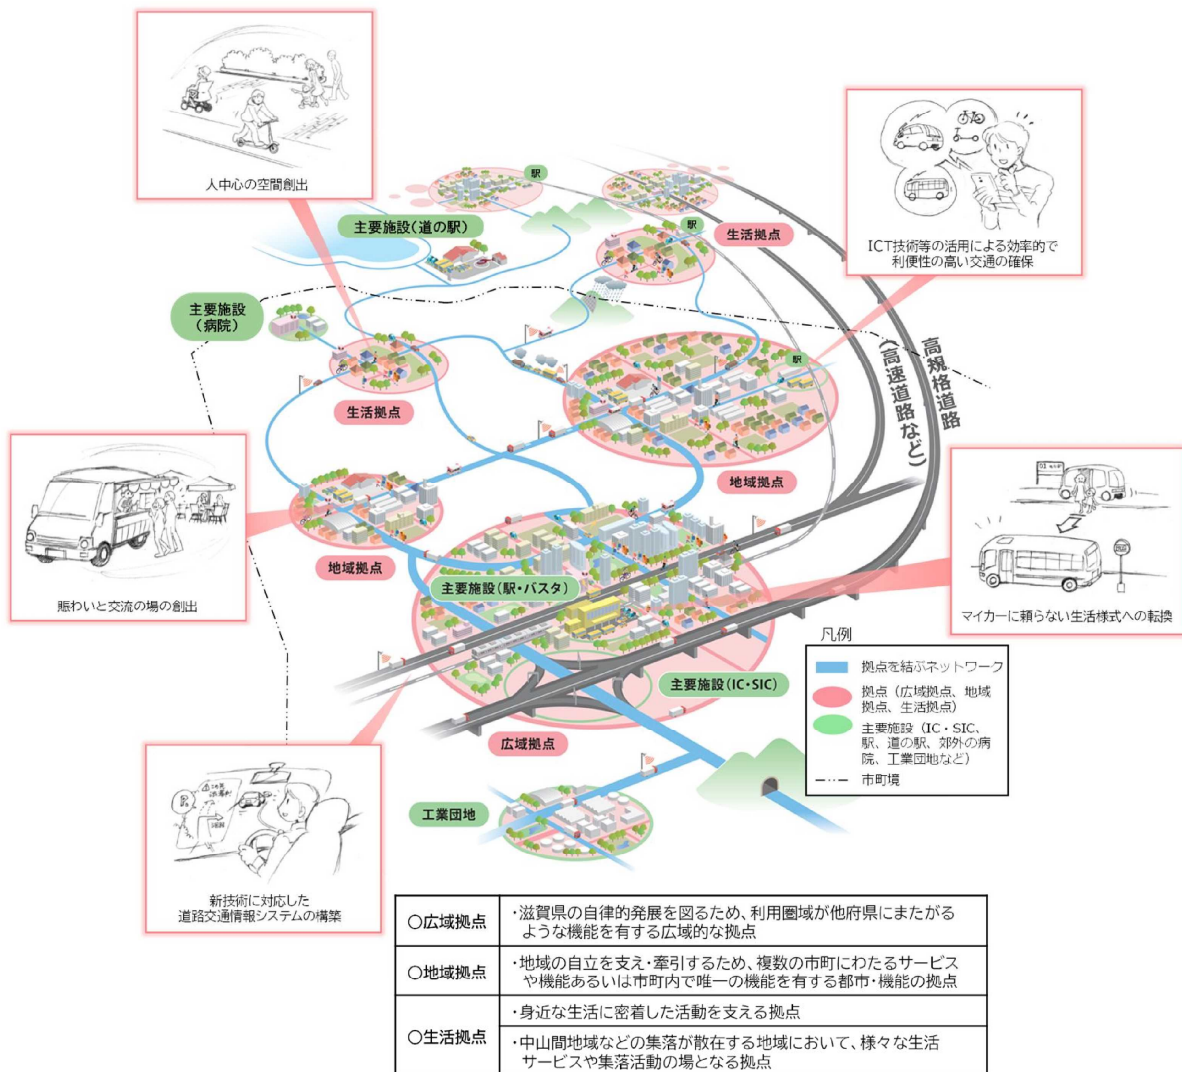 人中心の空間創出
駅
主要施設(道の駅)
駅
生活拠点
ICT技術等の活用による効率的で
利便性の高い交通の確保
主要施設
(病院)
駅
高規格道路
(高速道路など)
生活拠点
地域拠点
地域拠点
主要施設(駅・バスタ)
賑わいと交流の場の創出
マイカーに頼らない生活様式への転換
主要施設(IC・SIC)
広域拠点
工業団地
凡例
拠点を結ぶネットワーク
拠点(広域拠点、地域
拠点、生活拠点)
主要施設(IC・SIC、
駅、道の駅、郊外の病
院、工業団地など)
市町境
新技術に対応した
道路交通情報システムの構築
○広域拠点
・滋賀県の自律的発展を図るため、利用圏域が他府県にまたがる
ような機能を有する広域的な拠点
○地域拠点
・地域の自立を支え・牽引するため、複数の市町にわたるサービス
や機能あるいは市町内で唯一の機能を有する都市・機能の拠点
○生活拠点
・身近な生活に密着した活動を支える拠点
・中山間地域などの集落が散在する地域において、様々な生活
サービスや集落活動の場となる拠点